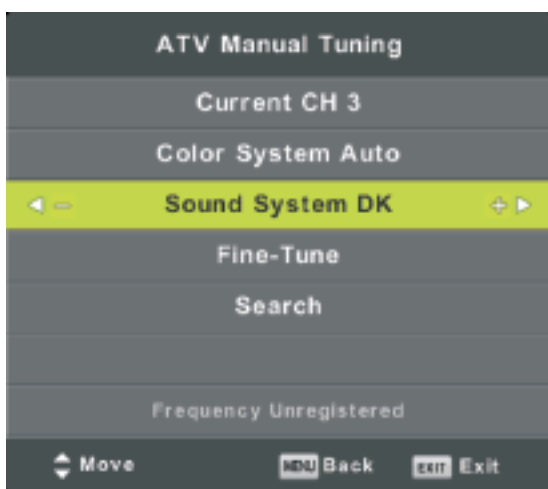 ATV Manual Tuning
Current CH 3
Color System Auto
Sound System DK
Fine-Tune
Search
Frequency Unregistered
Move MENU Back EXIT Exit